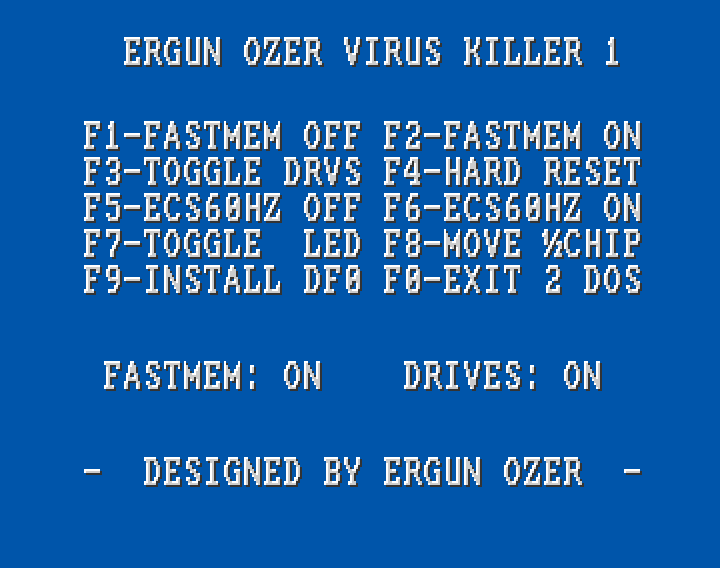 ERGUN OZER VIRUS KILLER 1
F1-FASTMEM OFF F2-FASTMEM ON
F3-TOGGLE DRVS F4-HARD RESET
F5-ECS60HZ OFF F6-ECS60HZ ON
F7-TOGGLE  LED F8-MOVE ½CHIP
F9-INSTALL DF0 F0-EXIT 2 DOS
FASTMEM: ON    DRIVES: ON
-  DESIGNED BY ERGUN OZER  -